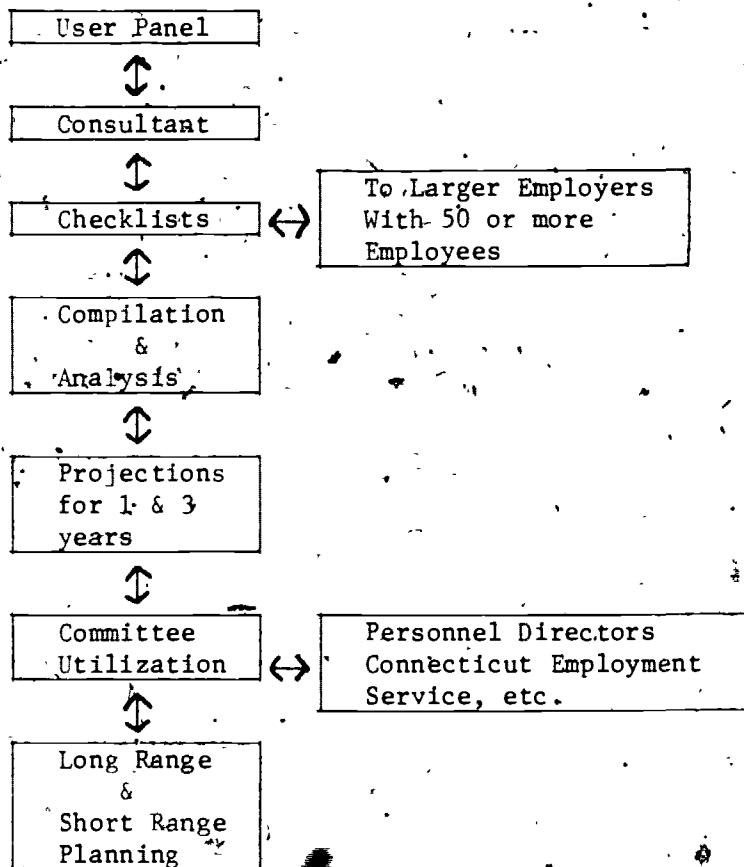 User Panel
Consultant
Checklists
To Larger Employers
With 50 or more
Employees
Compilation
&
Analysis
Projections
for 1 & 3
years
Committee
Utilization
Personnel Directors
Connecticut Employment
Service, etc.
Long Range
&
Short Range
Planning